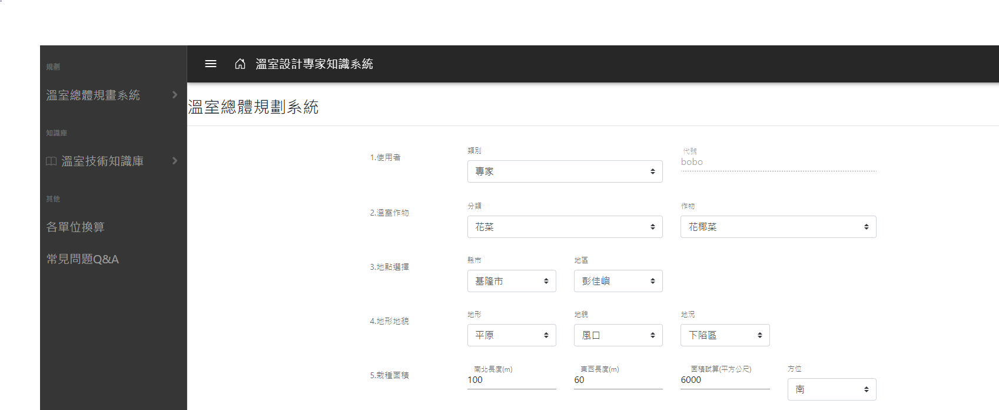 規劃
溫室總體規畫系統
知識庫
溫室技術知識庫
其他
各單位換算
常見問題Q&A
溫室設計專家知識系統
溫室總體規劃系統
1.使用者
類別
專家
代號
bobo
2.溫室作物
分類
花菜
作物
花椰菜
3.地點選擇
縣市
基隆市
地區
彭佳嶼
4.地形地貌
地形
平原
地貌
風口
地況
下陷區
5.栽種面積
南北長度(m)
100
東西長度(m)
60
面積試算(平方公尺)
6000
方位
南